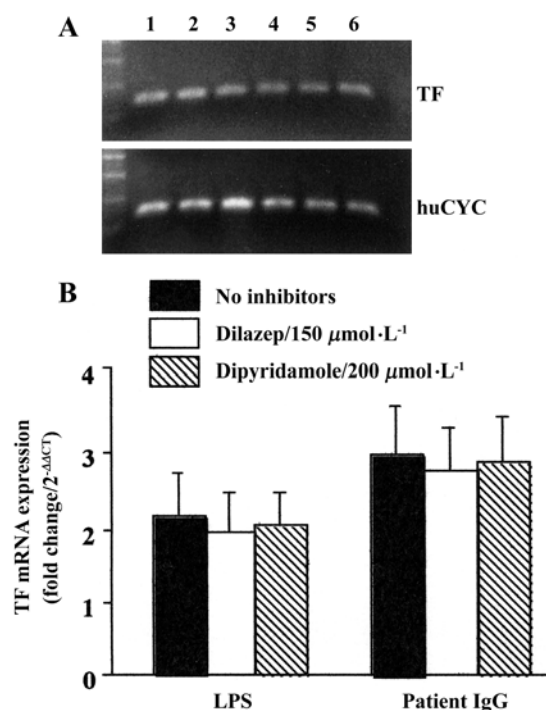 A
1 2 3 4 5 6
TF
huCYC
B
No inhibitors
Dilazep/150 μmol·L⁻¹
Dipyridamole/200 μmol·L⁻¹
TF mRNA expression
(fold change/2^-ΔΔCT)
4
3
2
1
0
LPS Patient IgG